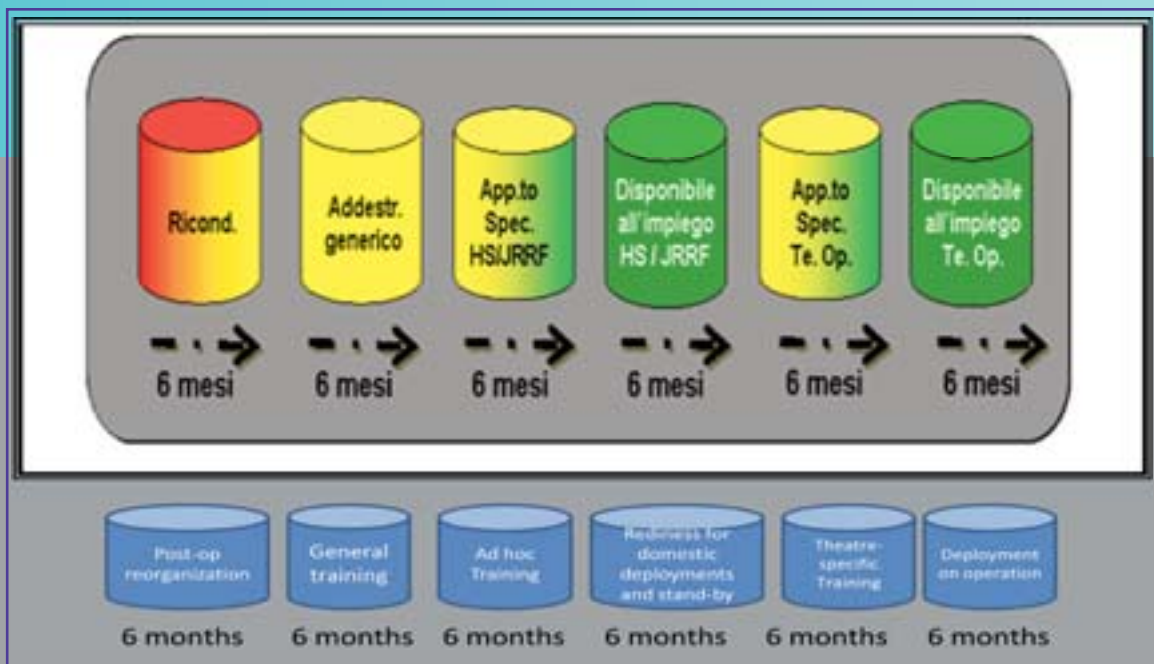 Ricond.
Addestr.
generico
App.to
Spec.
HS/JRRF
Disponibile
all'impiego
HS / JRRF
App.to
Spec.
Te. Op.
Disponibile
all'impiego
Te. Op.
6 mesi
6 mesi
6 mesi
6 mesi
6 mesi
6 mesi
Post-op
reorganization
General
training
Ad hoc
Training
Rediness for
domestic
deployments
and stand-by
Theatre-
specific
Training
Deployment
on operation
6 months
6 months
6 months
6 months
6 months
6 months